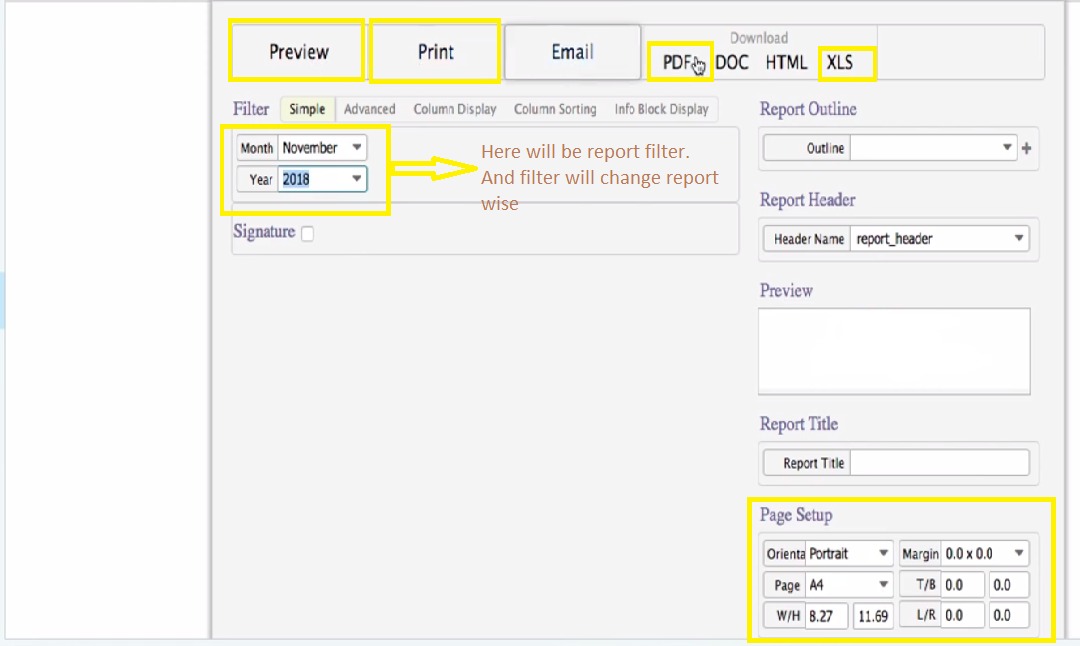 Preview Print Email Download
PDF DOC HTML XLS
Filter Simple Advanced Column Display Column Sorting Info Block Display
Month November
Year 2018
Here will be report filter.
And filter will change report
wise
Signature
Report Outline
Outline +
Report Header
Header Name report_header
Preview
Report Title
Report Title
Page Setup
Orienta Portrait Margin 0.0 x 0.0
Page A4 T/B 0.0 0.0
W/H 8.27 11.69 L/R 0.0 0.0